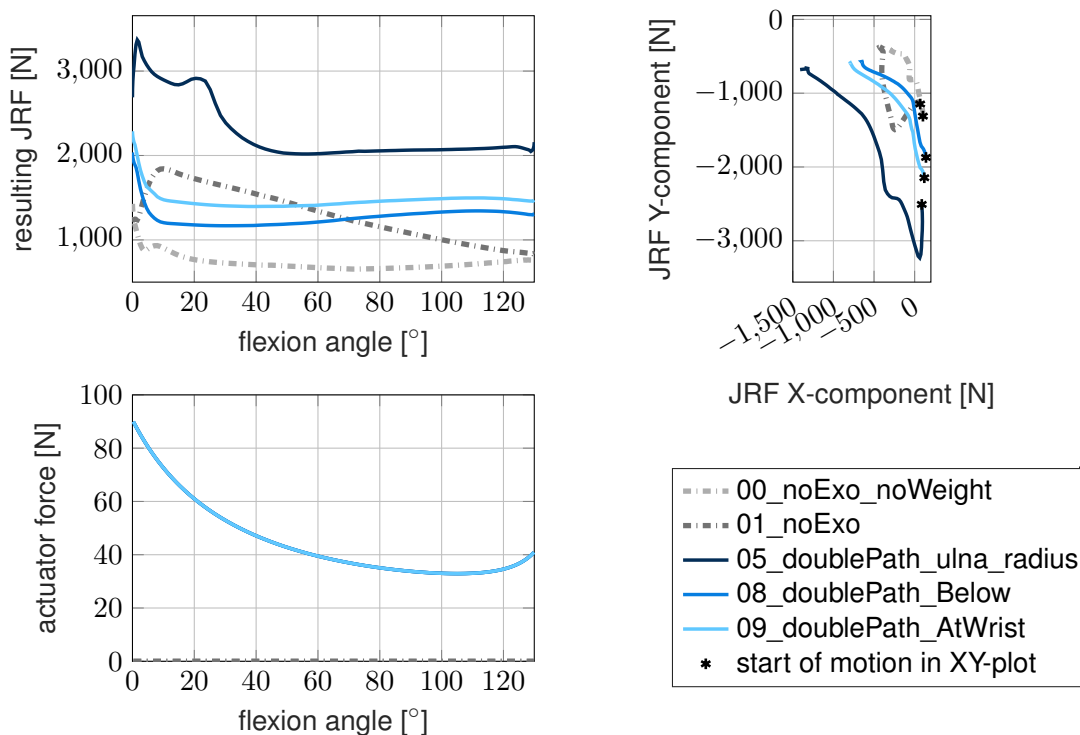 resulting JRF [N]
3,000
2,000
1,000
0 20 40 60 80 100 120
flexion angle [°]
JRF Y-component [N]
0
−1,000
−2,000
−3,000
−1,500 −1,000 −500 0
JRF X-component [N]
actuator force [N]
100
80
60
40
20
0
0 20 40 60 80 100 120
flexion angle [°]
00_noExo_noWeight
01_noExo
05_doublePath_ulna_radius
08_doublePath_Below
09_doublePath_AtWrist
start of motion in XY-plot